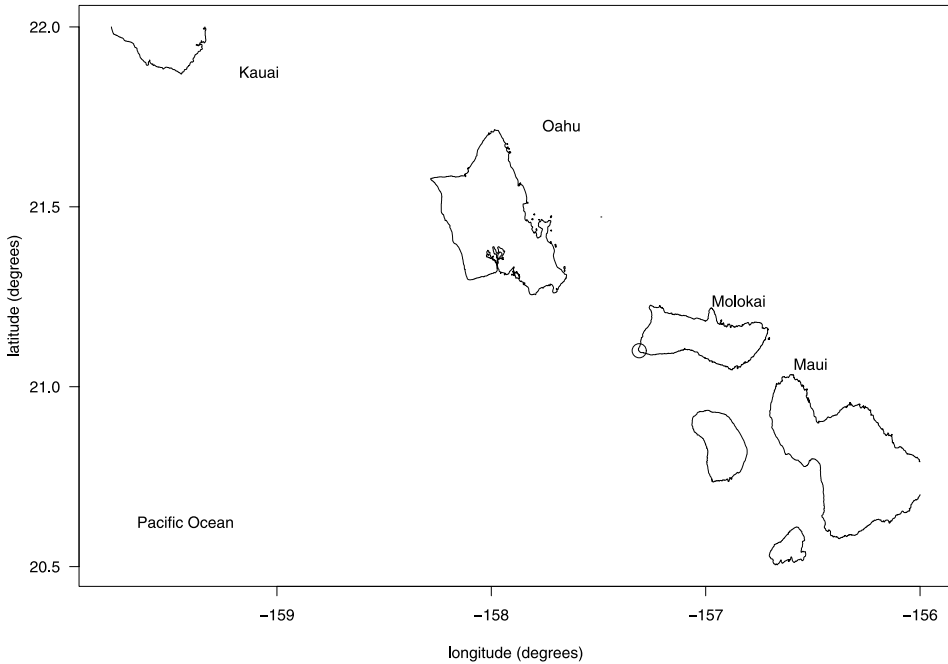 22.0
Kauai
Oahu
21.5
latitude (degrees)
Molokai
21.0
Maui
Pacific Ocean
20.5
−159
−158
−157
−156
longitude (degrees)